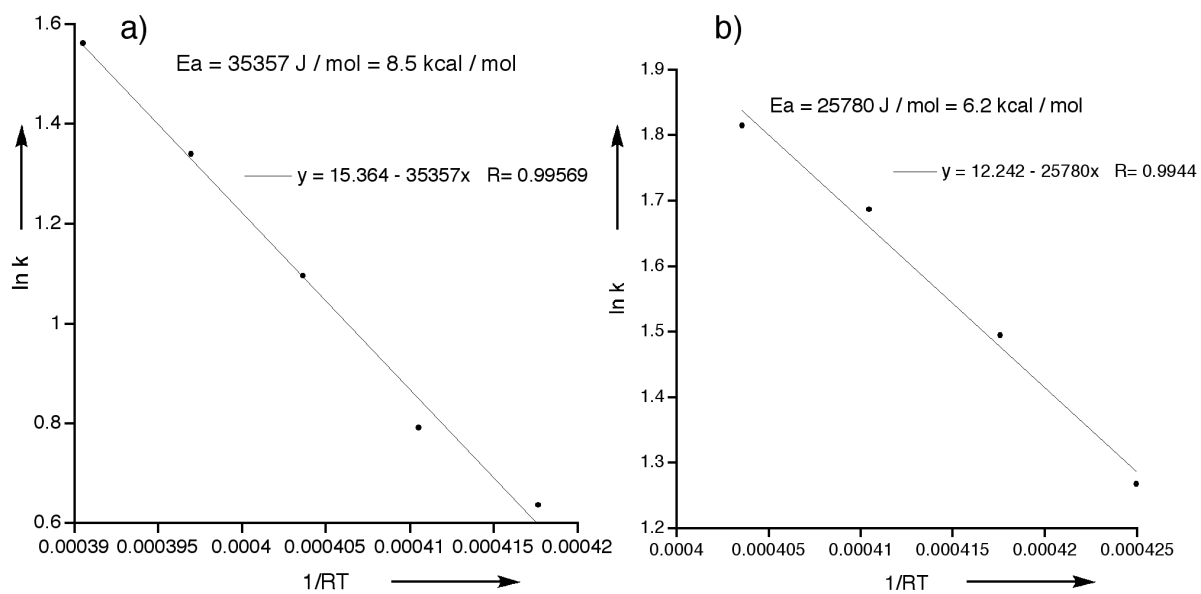 a)
Ea = 35357 J / mol = 8.5 kcal / mol
y = 15.364 - 35357x R= 0.99569
1.6
1.4
1.2
1
0.8
0.6
ln k
0.00039 0.000395 0.0004 0.000405 0.00041 0.000415 0.00042
1/RT
b)
Ea = 25780 J / mol = 6.2 kcal / mol
y = 12.242 - 25780x R= 0.9944
1.9
1.8
1.7
1.6
1.5
1.4
1.3
1.2
ln k
0.0004 0.000405 0.00041 0.000415 0.00042 0.000425
1/RT